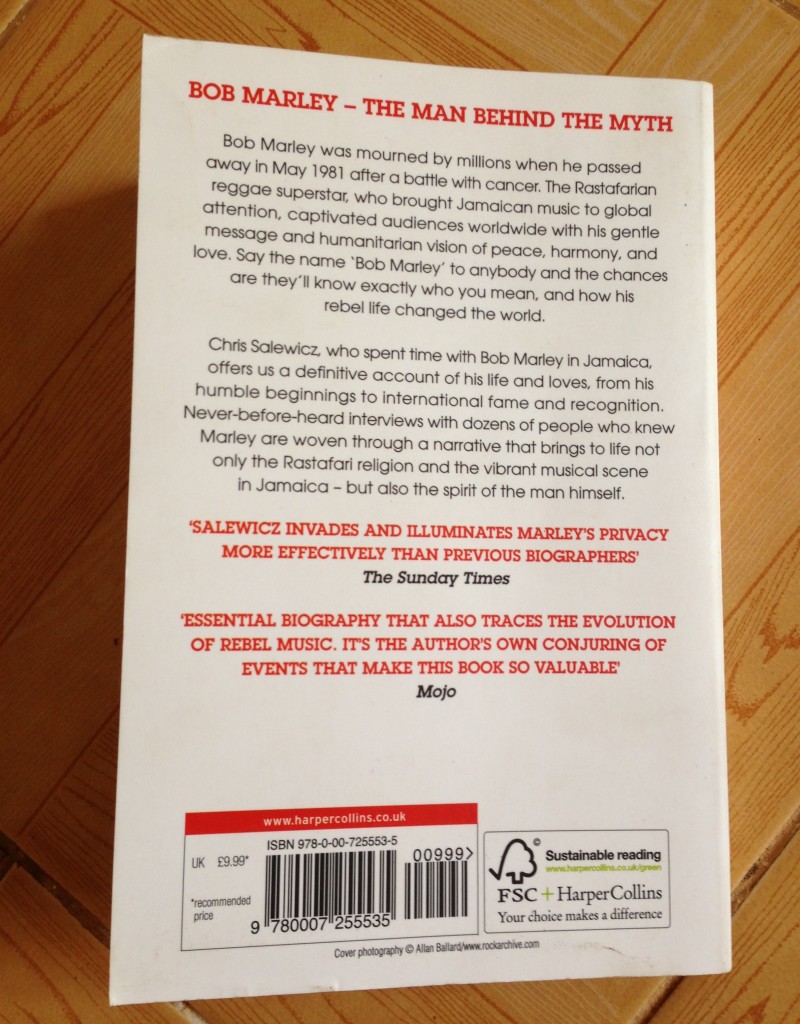 BOB MARLEY – THE MAN BEHIND THE MYTH
Bob Marley was mourned by millions when he passed
away in May 1981 after a battle with cancer. The Rastafarian
reggae superstar, who brought Jamaican music to global
attention, captivated audiences worldwide with his gentle
message and humanitarian vision of peace, harmony, and
love. Say the name ‘Bob Marley’ to anybody and the chances
are they’ll know exactly who you mean, and how his
rebel life changed the world.
Chris Salewicz, who spent time with Bob Marley in Jamaica,
offers us a definitive account of his life and loves, from his
humble beginnings to international fame and recognition.
Never-before-heard interviews with dozens of people who knew
Marley are woven through a narrative that brings to life not
only the Rastafari religion and the vibrant musical scene
in Jamaica – but also the spirit of the man himself.
‘SALEWICZ INVADES AND ILLUMINATES MARLEY’S PRIVACY
MORE EFFECTIVELY THAN PREVIOUS BIOGRAPHERS’
The Sunday Times
‘ESSENTIAL BIOGRAPHY THAT ALSO TRACES THE EVOLUTION
OF REBEL MUSIC. IT’S THE AUTHOR’S OWN CONJURING OF
EVENTS THAT MAKE THIS BOOK SO VALUABLE’
Mojo
www.harpercollins.co.uk
ISBN 978-0-00-725553-5
UK £9.99*
*recommended
price
00999>
9 780007 255535
©
Sustainable reading
www.harpercollins.co.uk/green
FSC + HarperCollins
Your choice makes a difference
Cover photography © Allan Ballard/www.rockarchive.com